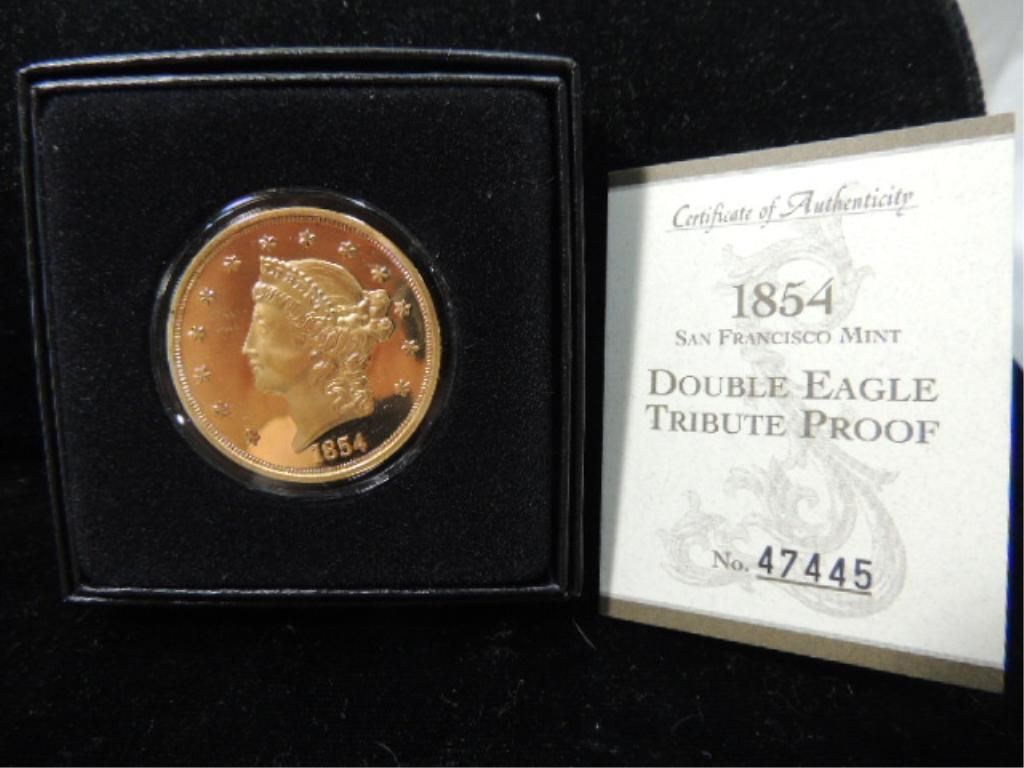 1854
Certificate of Authenticity
1854
SAN FRANCISCO MINT
DOUBLE EAGLE
TRIBUTE PROOF
No. 47445